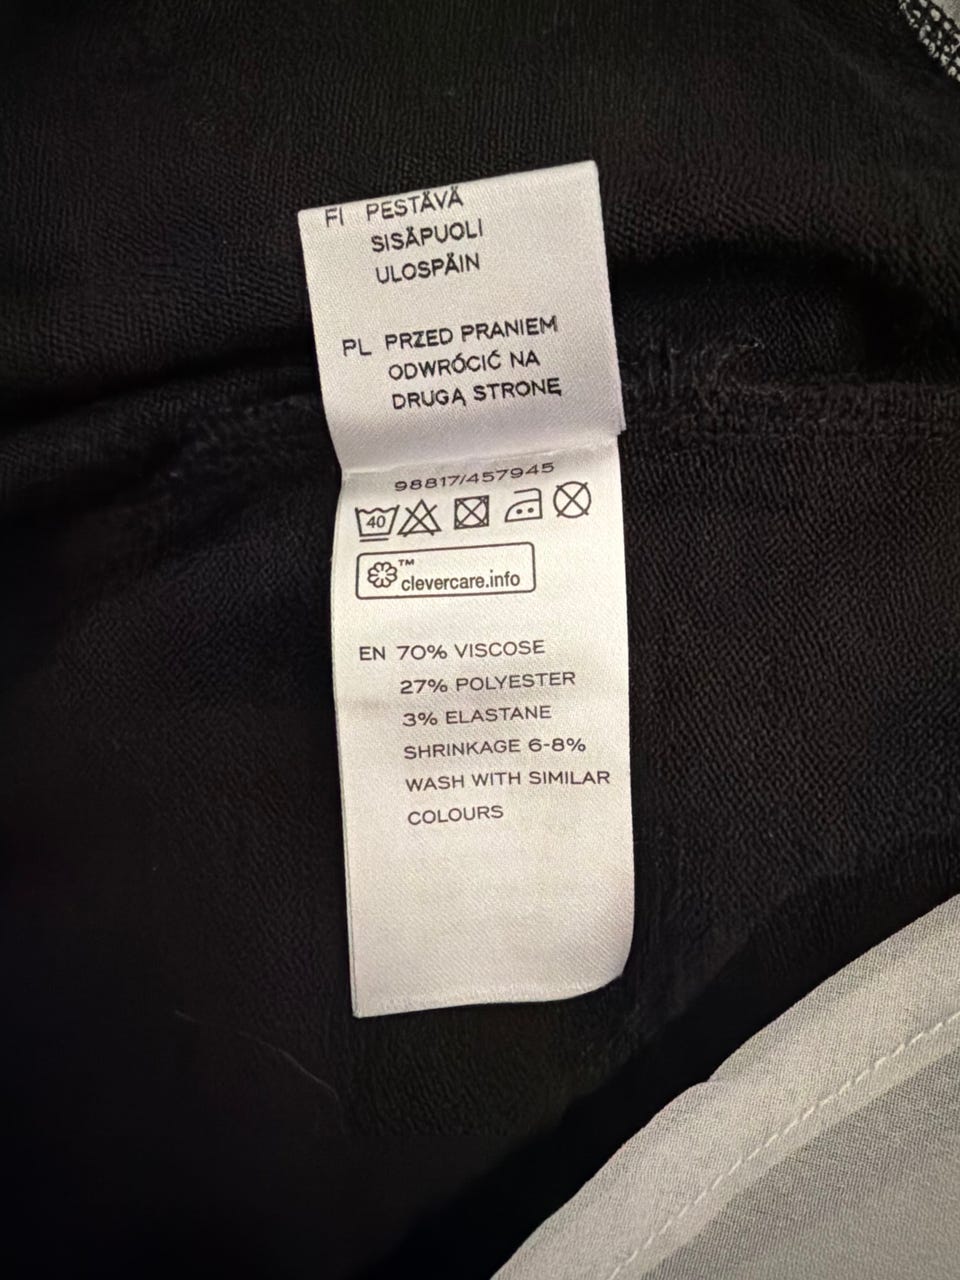 FI PESTÄVÄ
SISÄPUOLI
ULOSPÄIN
PL PRZED PRANIEM
ODWRÓCIĆ NA
DRUGĄ STRONĘ
98817/457945
40
™
clevercare.info
EN 70% VISCOSE
27% POLYESTER
3% ELASTANE
SHRINKAGE 6-8%
WASH WITH SIMILAR
COLOURS